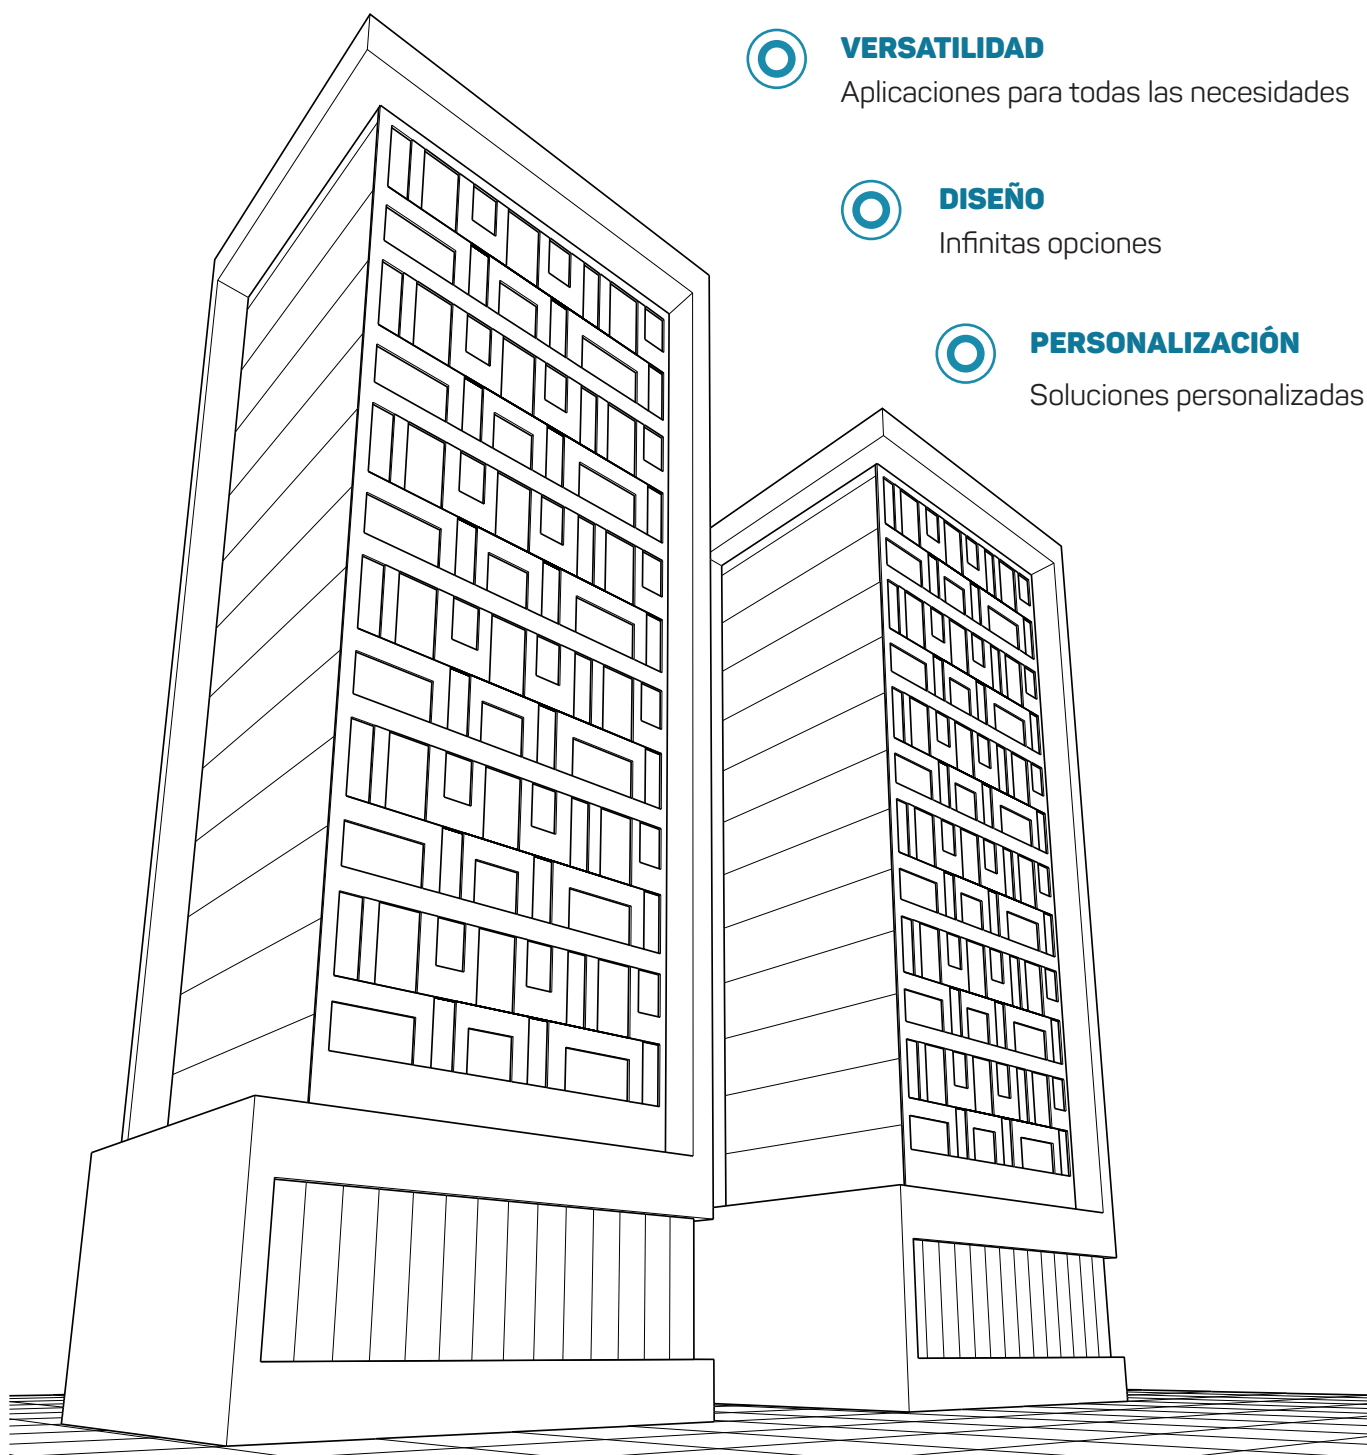 VERSATILIDAD
Aplicaciones para todas las necesidades
DISEÑO
Infinitas opciones
PERSONALIZACIÓN
Soluciones personalizadas